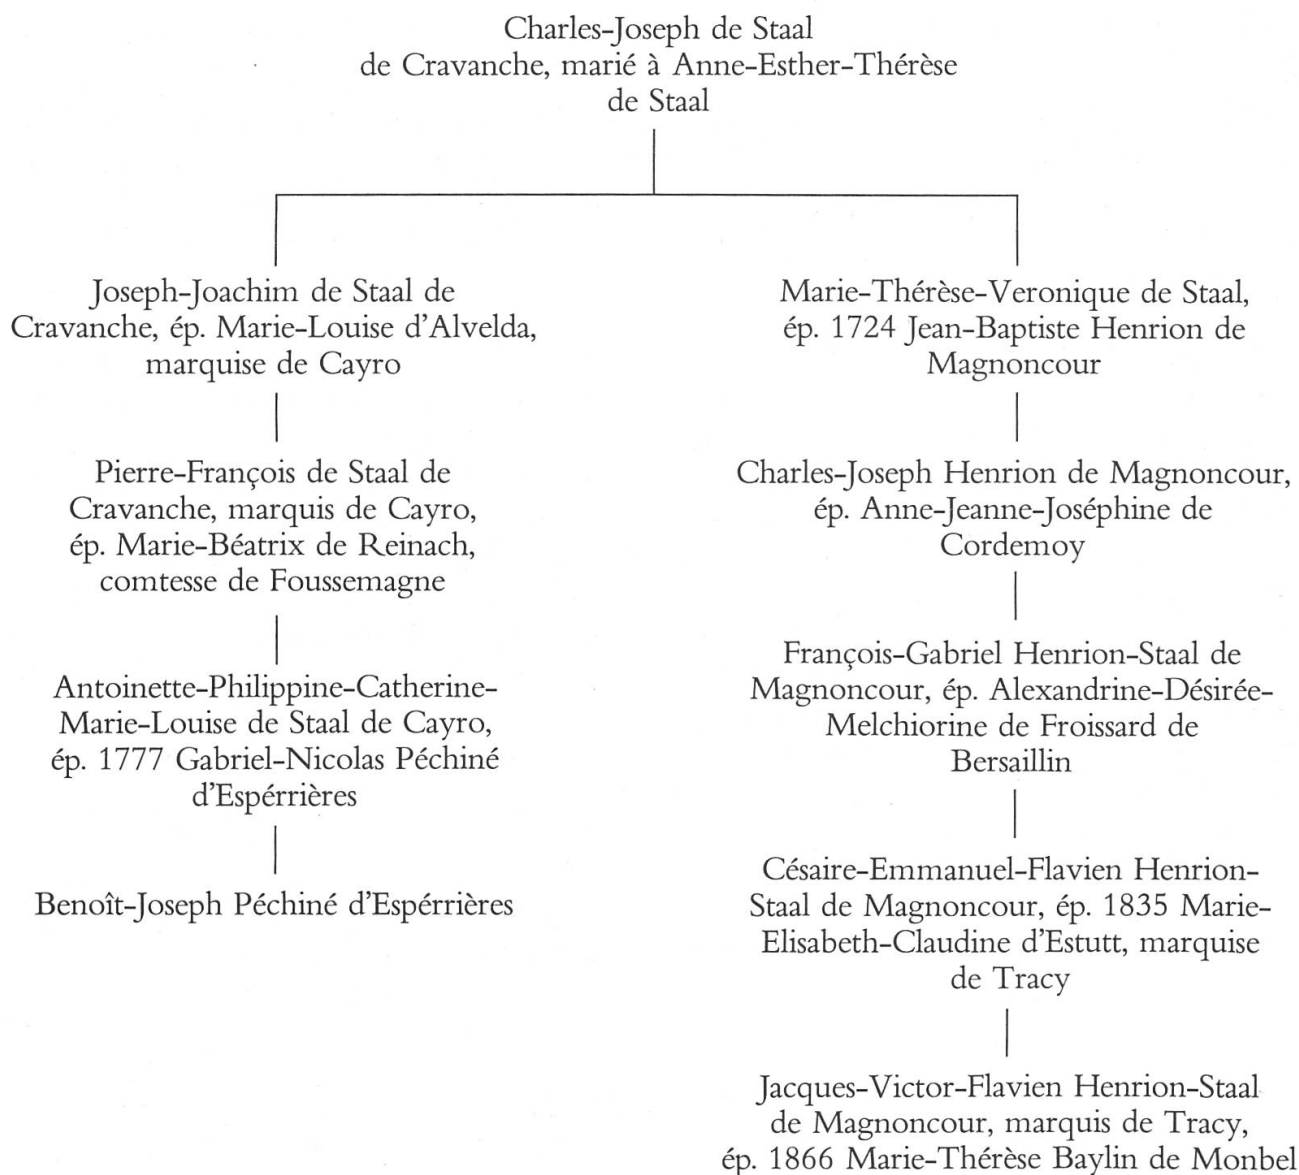 Charles-Joseph de Staal
de Cravanche, marié à Anne-Esther-Thérèse
de Staal
Joseph-Joachim de Staal de
Cravanche, ép. Marie-Louise d'Alvelda,
marquise de Cayro
Pierre-François de Staal de
Cravanche, marquis de Cayro,
ép. Marie-Béatrix de Reinach,
comtesse de Foussemagne
Antoinette-Philippine-Catherine-
Marie-Louise de Staal de Cayro,
ép. 1777 Gabriel-Nicolas Péchiné
d'Espérrières
Benoît-Joseph Péchiné d'Espérrières
Marie-Thérèse-Veronique de Staal,
ép. 1724 Jean-Baptiste Henrion de
Magnoncour
Charles-Joseph Henrion de Magnoncour,
ép. Anne-Jeanne-Joséphine de
Cordemoy
François-Gabriel Henrion-Staal de
Magnoncour, ép. Alexandrine-Désirée-
Melchiorine de Froissard de
Bersaillin
Césaire-Emmanuel-Flavien Henrion-
Staal de Magnoncour, ép. 1835 Marie-
Elisabeth-Claudine d'Estutt, marquise
de Tracy
Jacques-Victor-Flavien Henrion-Staal
de Magnoncour, marquis de Tracy,
ép. 1866 Marie-Thérèse Baylin de Monbel